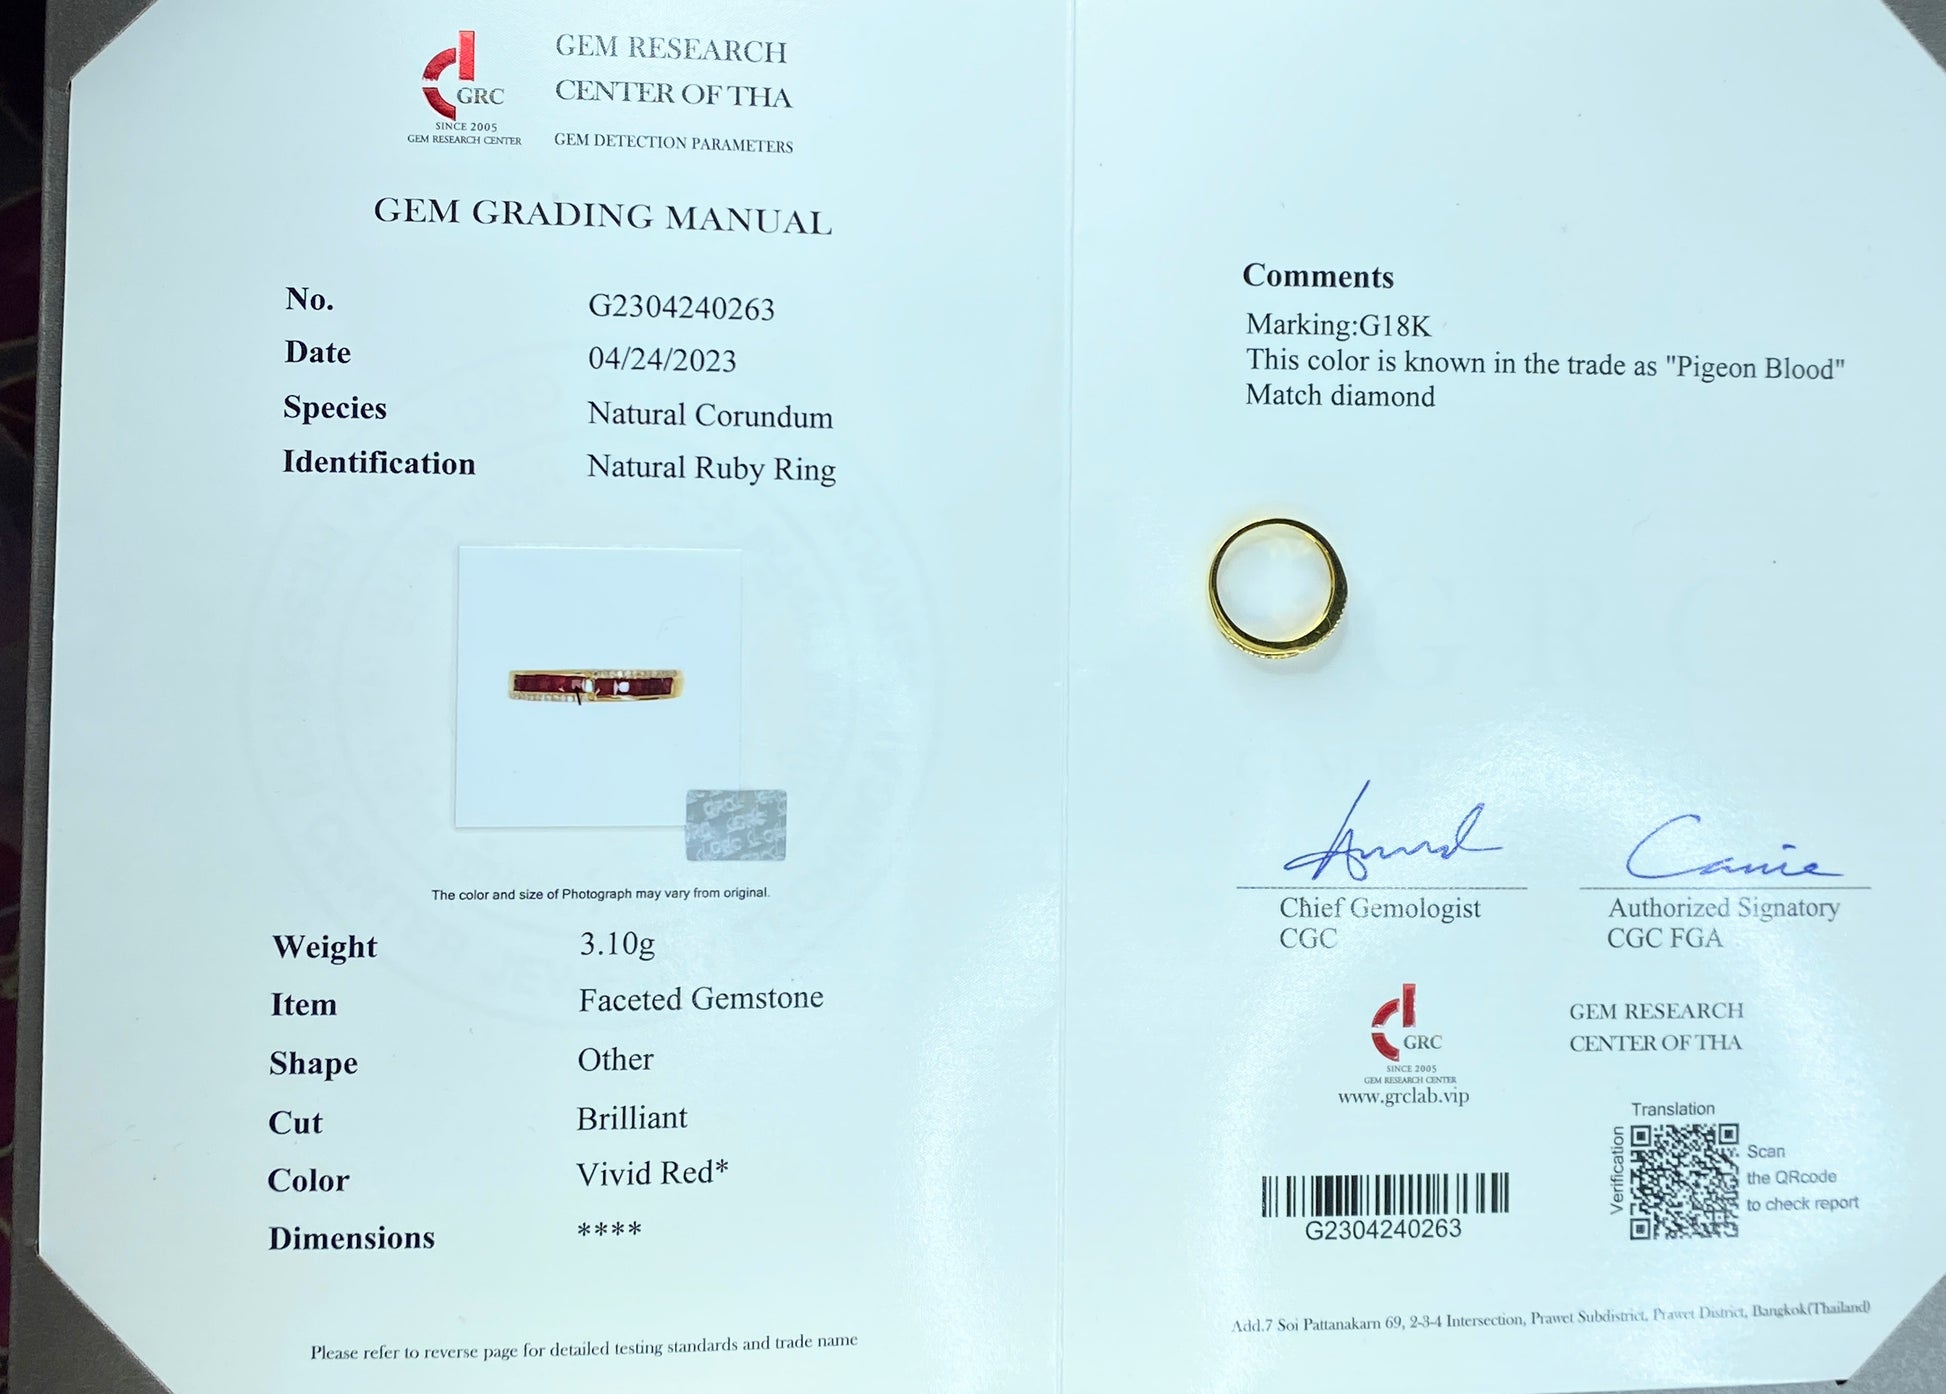 GRC
SINCE 2005
GEM RESEARCH CENTER
GEM RESEARCH
CENTER OF THA
GEM DETECTION PARAMETERS
GEM GRADING MANUAL
No. G2304240263
Date 04/24/2023
Species Natural Corundum
Identification Natural Ruby Ring
The color and size of Photograph may vary from original.
Weight 3.10g
Item Faceted Gemstone
Shape Other
Cut Brilliant
Color Vivid Red*
Dimensions ****
Please refer to reverse page for detailed testing standards and trade name
Comments
Marking:G18K
This color is known in the trade as "Pigeon Blood"
Match diamond
Chief Gemologist
CGC
Authorized Signatory
CGC FGA
GRC
SINCE 2005
GEM RESEARCH CENTER
www.grclab.vip
GEM RESEARCH
CENTER OF THA
G2304240263
Translation
Verification
Scan
the QRcode
to check report
Add.7 Soi Pattanakarn 69, 2-3-4 Intersection, Prawet Subdistrict, Prawet District, Bangkok(Thailand)